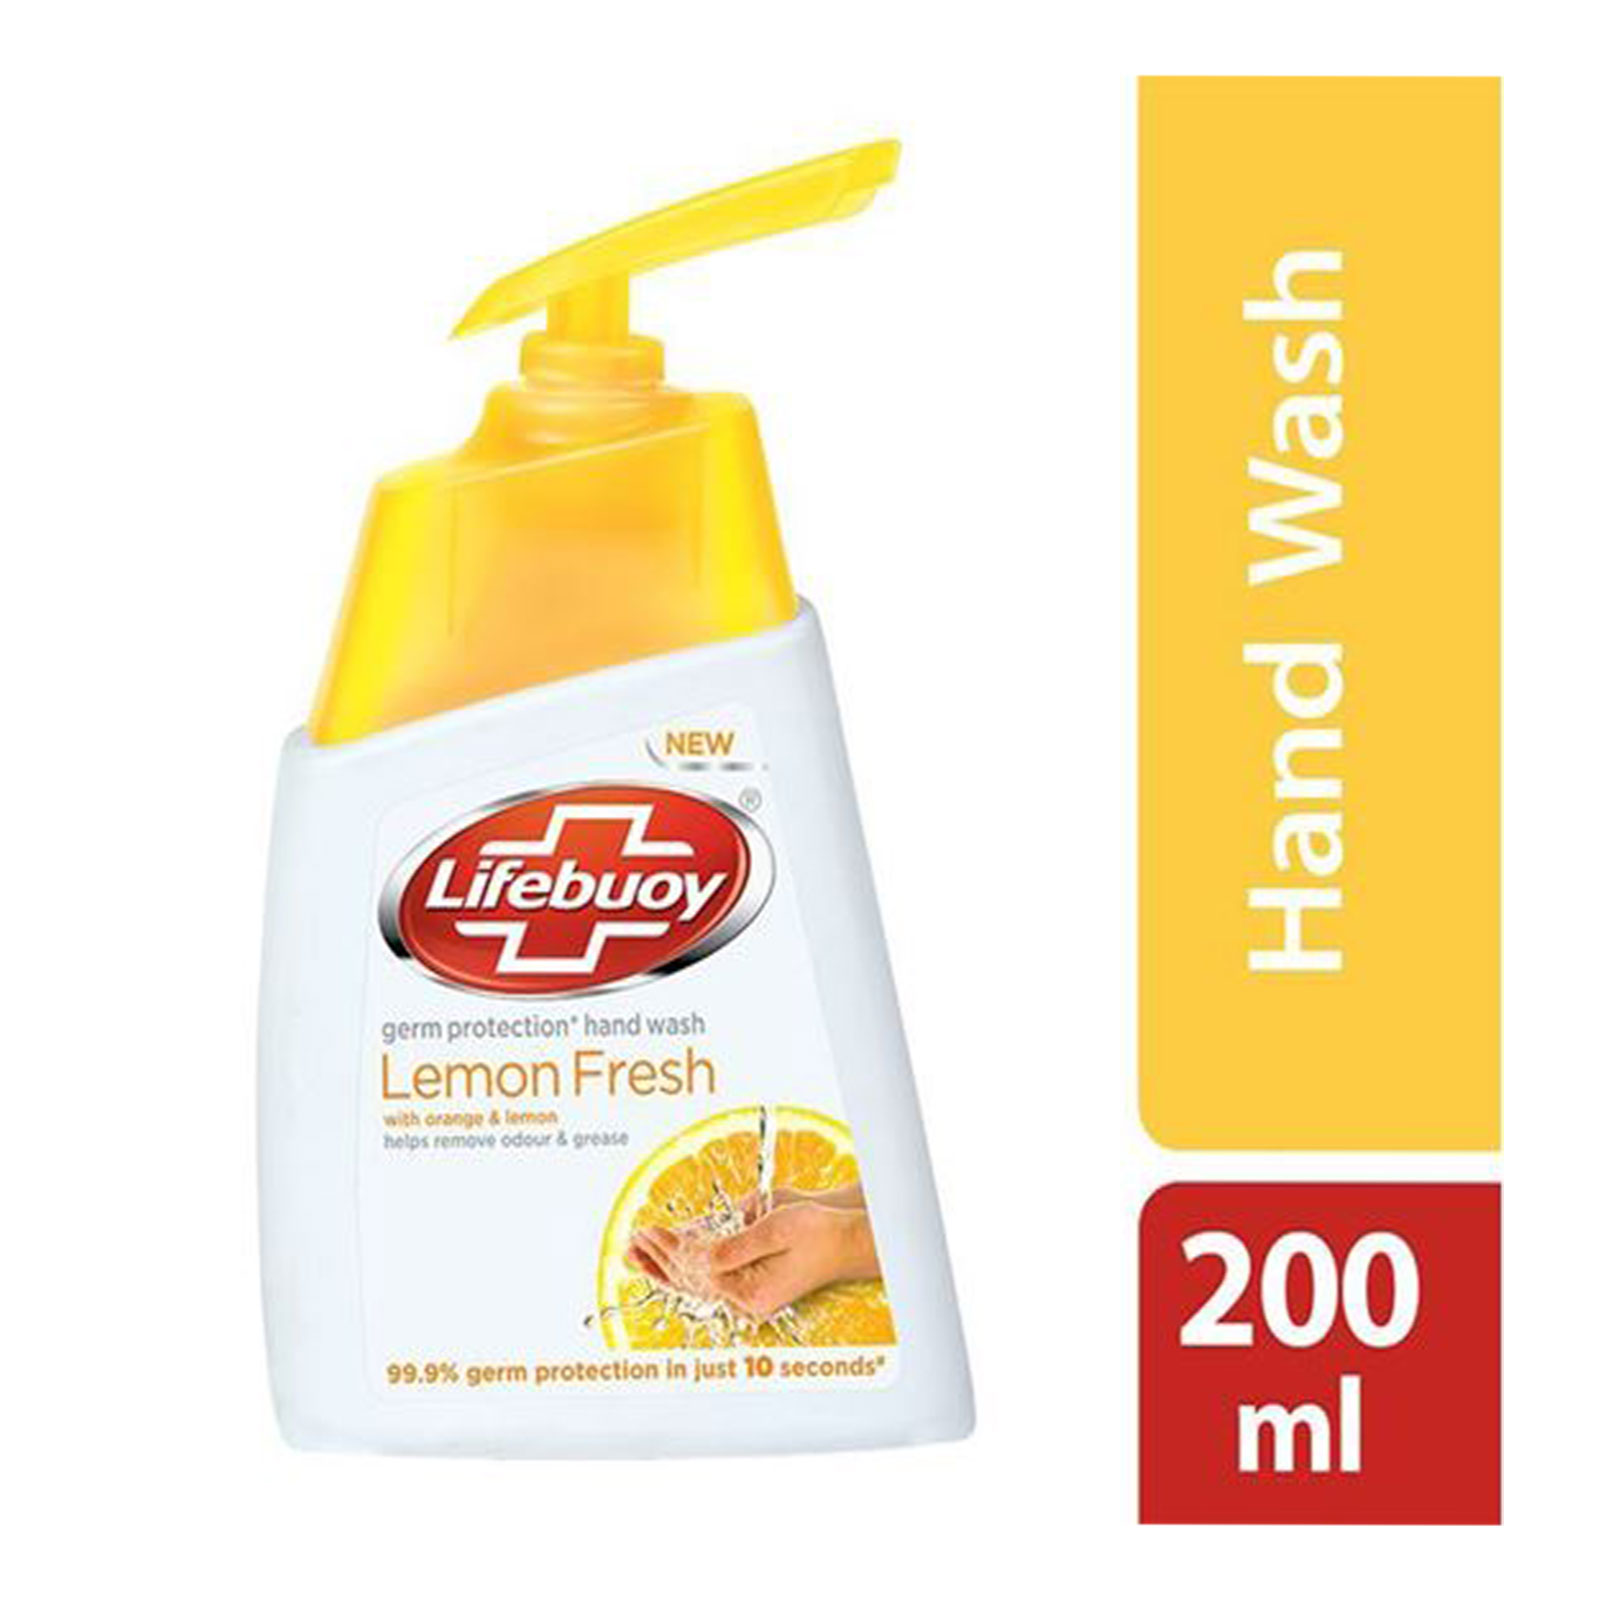 NEW
Lifebuoy
®
germ protection* hand wash
Lemon Fresh
with orange & lemon
helps remove odour & grease
99.9% germ protection in just 10 seconds*
Hand Wash
200
ml